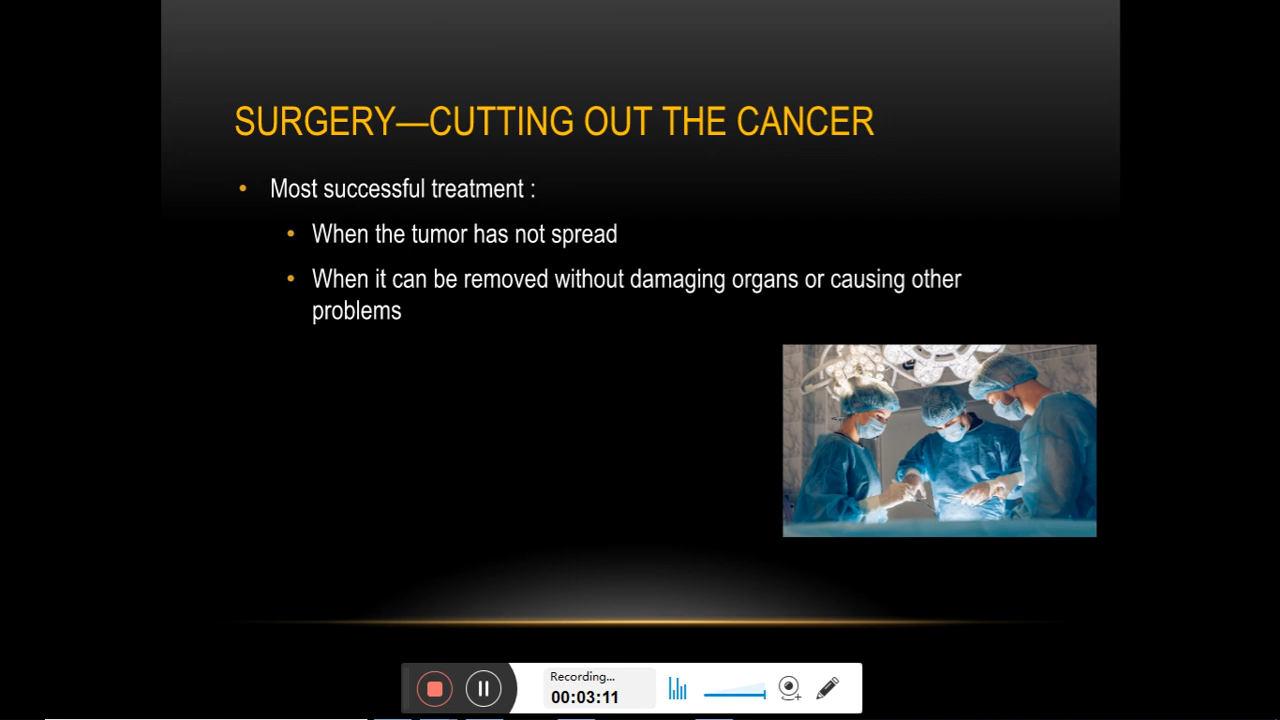 SURGERY—CUTTING OUT THE CANCER
• Most successful treatment :
• When the tumor has not spread
• When it can be removed without damaging organs or causing other
problems
Recording...
00:03:11